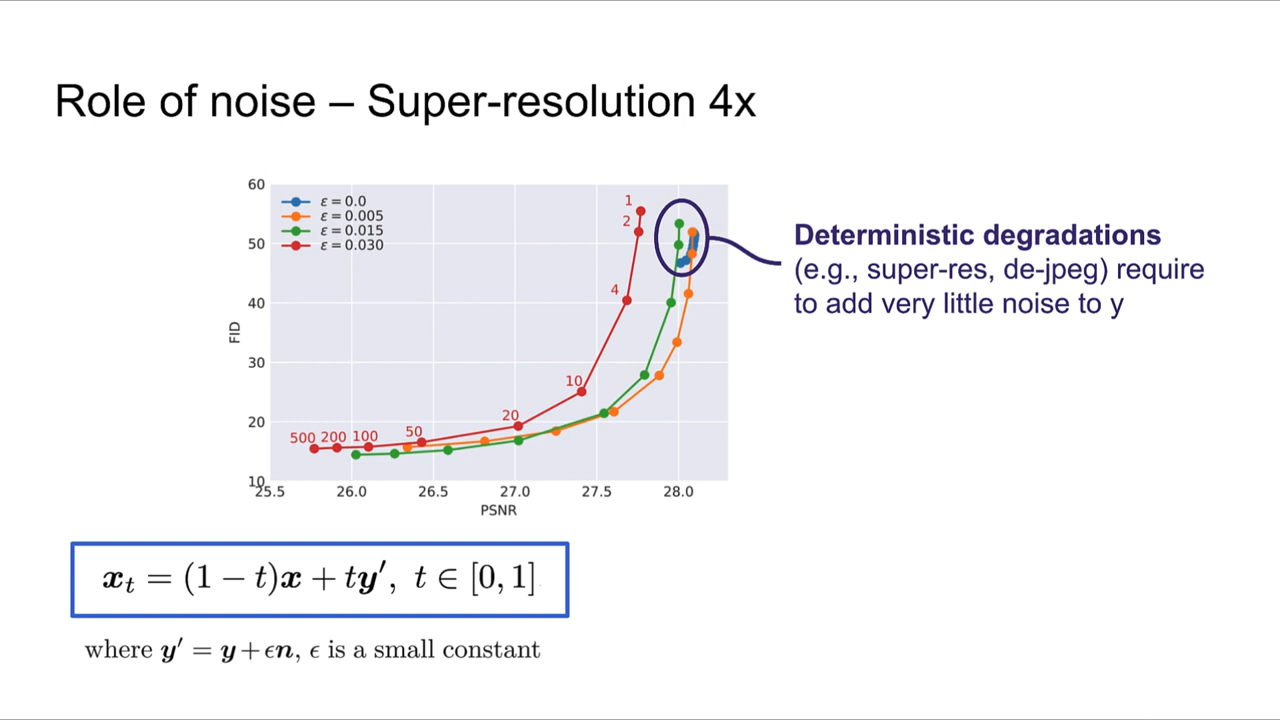 Role of noise – Super-resolution 4x
60
50
40
30
20
10
FID
ε = 0.0
ε = 0.005
ε = 0.015
ε = 0.030
1
2
4
10
20
50
500 200 100
25.5 26.0 26.5 27.0 27.5 28.0
PSNR
Deterministic degradations
(e.g., super-res, de-jpeg) require
to add very little noise to y
xₜ = (1 − t)x + ty′, t ∈ [0, 1]
where y′ = y + ϵn, ϵ is a small constant